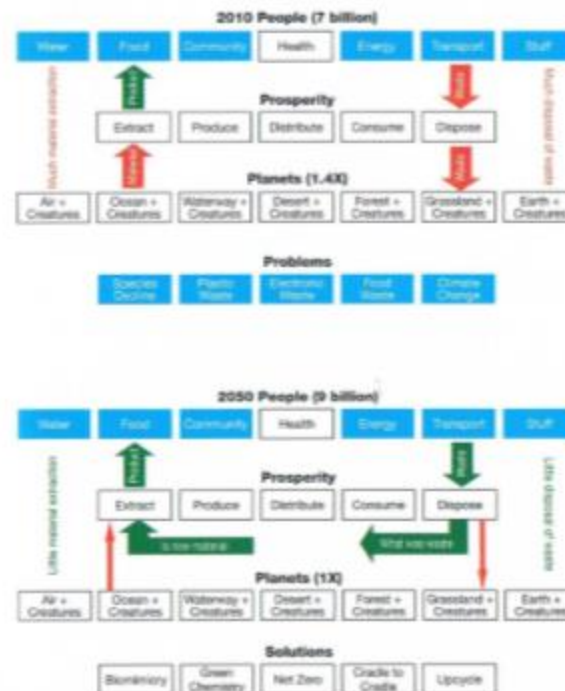 2010 People (7 billion)
Water Food Community Health Energy Transport Stuff
Much material extraction
Product
Waste
Much disposal of waste
Prosperity
Extract Produce Distribute Consume Dispose
Material
Waste
Planets (1.4X)
Air + Creatures
Ocean + Creatures
Waterway + Creatures
Desert + Creatures
Forest + Creatures
Grassland + Creatures
Earth + Creatures
Problems
Species Decline
Plastic Waste
Electronic Waste
Food Waste
Climate Change
2050 People (9 billion)
Water Food Community Health Energy Transport Stuff
Little material extraction
Product
Waste
Little disposal of waste
Prosperity
Extract Produce Distribute Consume Dispose
is now material
What was waste
Planets (1X)
Air + Creatures
Ocean + Creatures
Waterway + Creatures
Desert + Creatures
Forest + Creatures
Grassland + Creatures
Earth + Creatures
Solutions
Biomimicry
Green Chemistry
Net Zero
Cradle to Cradle
Upcycle